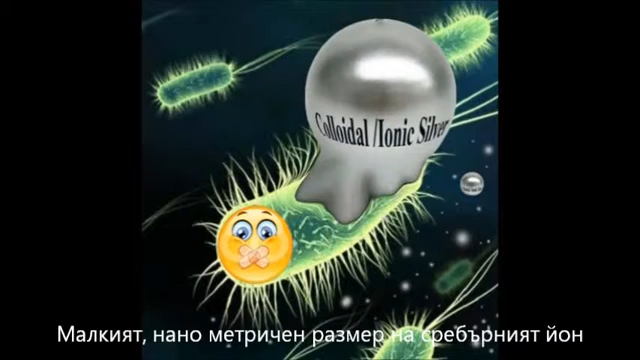 Colloidal /Ionic Silver
Малкият, нано метричен размер на сребърният йон